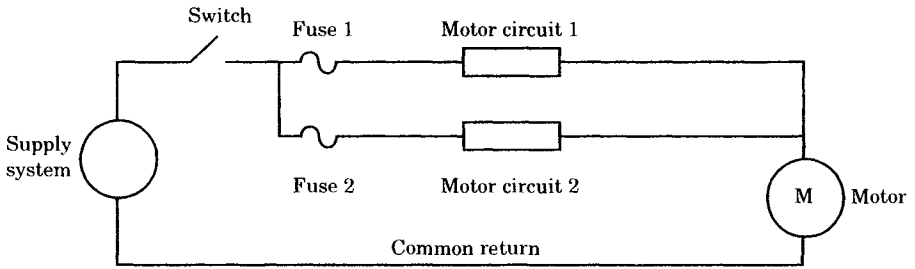 Switch
Fuse 1
Motor circuit 1
Supply
system
Fuse 2
Motor circuit 2
M
Motor
Common return